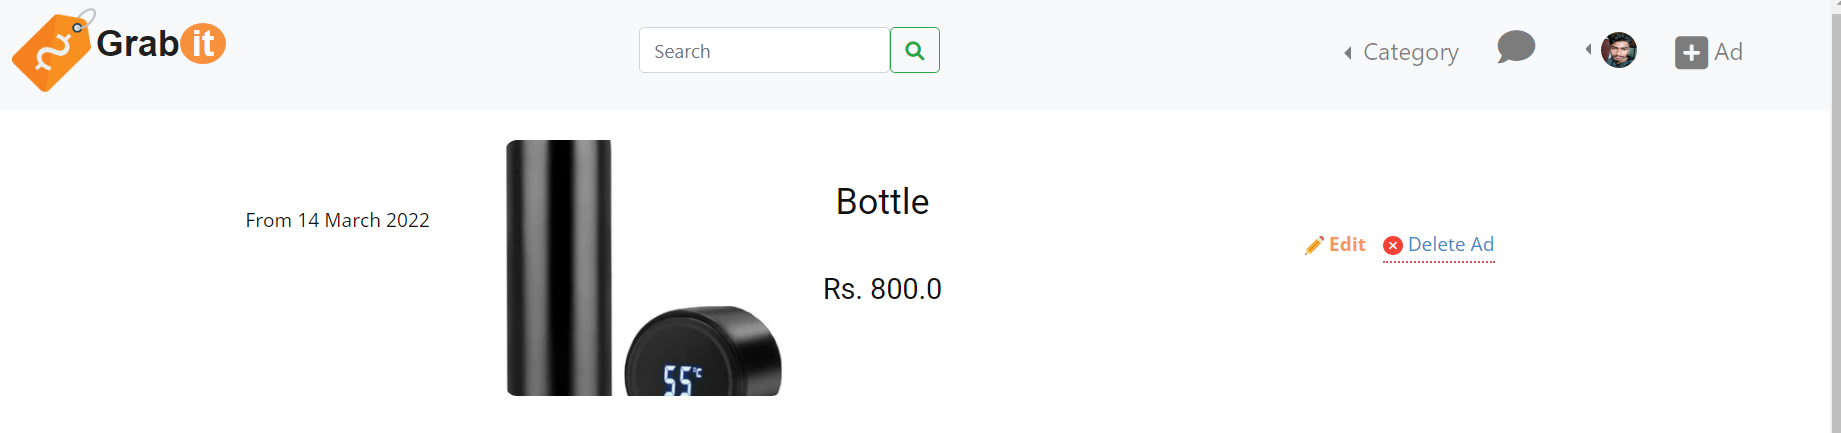 Grab it
Search
Category
Ad
From 14 March 2022
Bottle
Rs. 800.0
Edit
Delete Ad
55°C